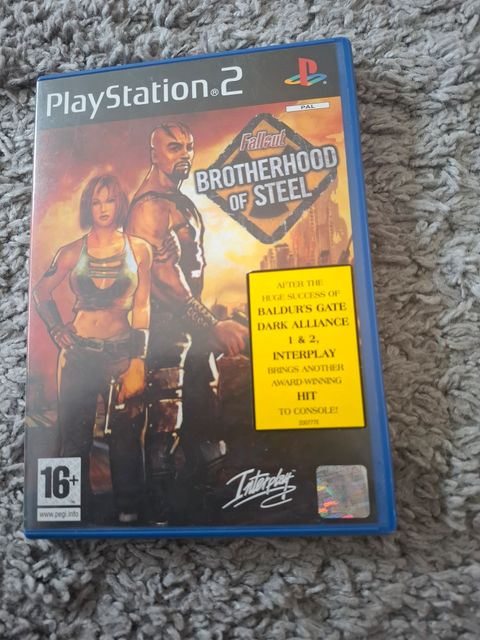 PlayStation®2
PAL
Fallout
BROTHERHOOD
OF STEEL
AFTER THE
HUGE SUCCESS OF
BALDUR'S GATE
DARK ALLIANCE
1 & 2,
INTERPLAY
BRINGS ANOTHER
AWARD-WINNING
HIT
TO CONSOLE!
16+
www.pegi.info
Interplay